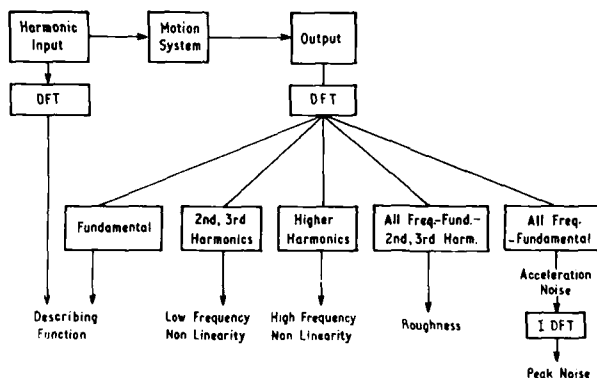 Harmonic
Input
Motion
System
Output
DFT
DFT
Fundamental
2nd, 3rd
Harmonics
Higher
Harmonics
All Freq.-Fund.-
2nd, 3rd Harm.
All Freq.
-Fundamental
Acceleration
Noise
Describing
Function
Low Frequency
Non Linearity
High Frequency
Non Linearity
Roughness
I DFT
Peak Noise